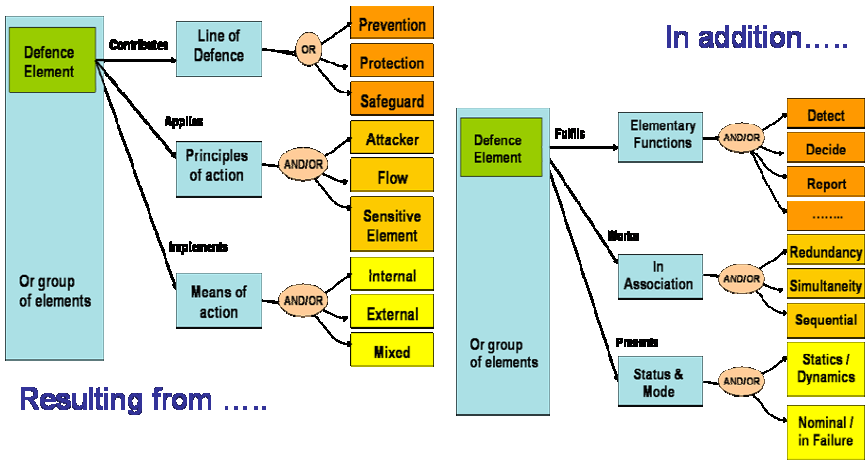 Defence
Element
Contributes
Line of
Defence
OR
Prevention
Protection
Safeguard
Applies
Principles
of action
AND/OR
Attacker
Flow
Sensitive
Element
Implements
Means of
action
AND/OR
Internal
External
Mixed
Or group
of elements
Resulting from .....
In addition.....
Defence
Element
Fulfils
Elementary
Functions
AND/OR
Detect
Decide
Report
........
Works
In
Association
AND/OR
Redundancy
Simultaneity
Sequential
Presents
Status &
Mode
AND/OR
Statics /
Dynamics
Nominal /
in Failure
Or group
of elements